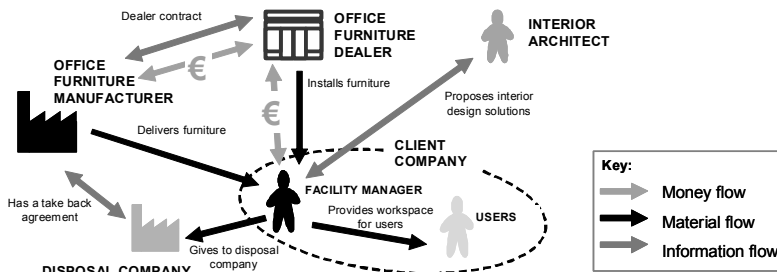 Dealer contract
OFFICE
FURNITURE
DEALER
INTERIOR
ARCHITECT
OFFICE
FURNITURE
MANUFACTURER
€
€
Installs furniture
Proposes interior
design solutions
Delivers furniture
CLIENT
COMPANY
FACILITY MANAGER
Has a take back
agreement
Provides workspace
for users
USERS
Gives to disposal
company
DISPOSAL COMPANY
Key:
Money flow
Material flow
Information flow